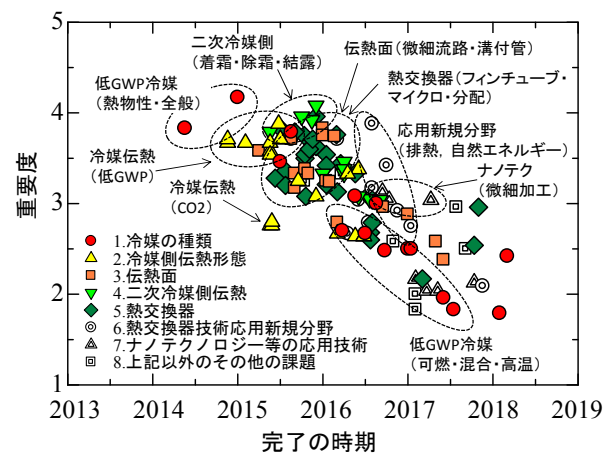 二次冷媒側
(着霜・除霜・結露)
伝熱面(微細流路・溝付管)
低GWP冷媒
(熱物性・全般)
熱交換器(フィンチューブ・
マイクロ・分配)
応用新規分野
(排熱, 自然エネルギー)
冷媒伝熱
(低GWP)
ナノテク
(微細加工)
冷媒伝熱
(CO2)
重要度
5
4
3
2
1
1.冷媒の種類
2.冷媒側伝熱形態
3.伝熱面
4.二次冷媒側伝熱
5.熱交換器
6.熱交換器技術応用新規分野
7.ナノテクノロジー等の応用技術
8.上記以外のその他の課題
低GWP冷媒
(可燃・混合・高温)
2013 2014 2015 2016 2017 2018 2019
完了の時期